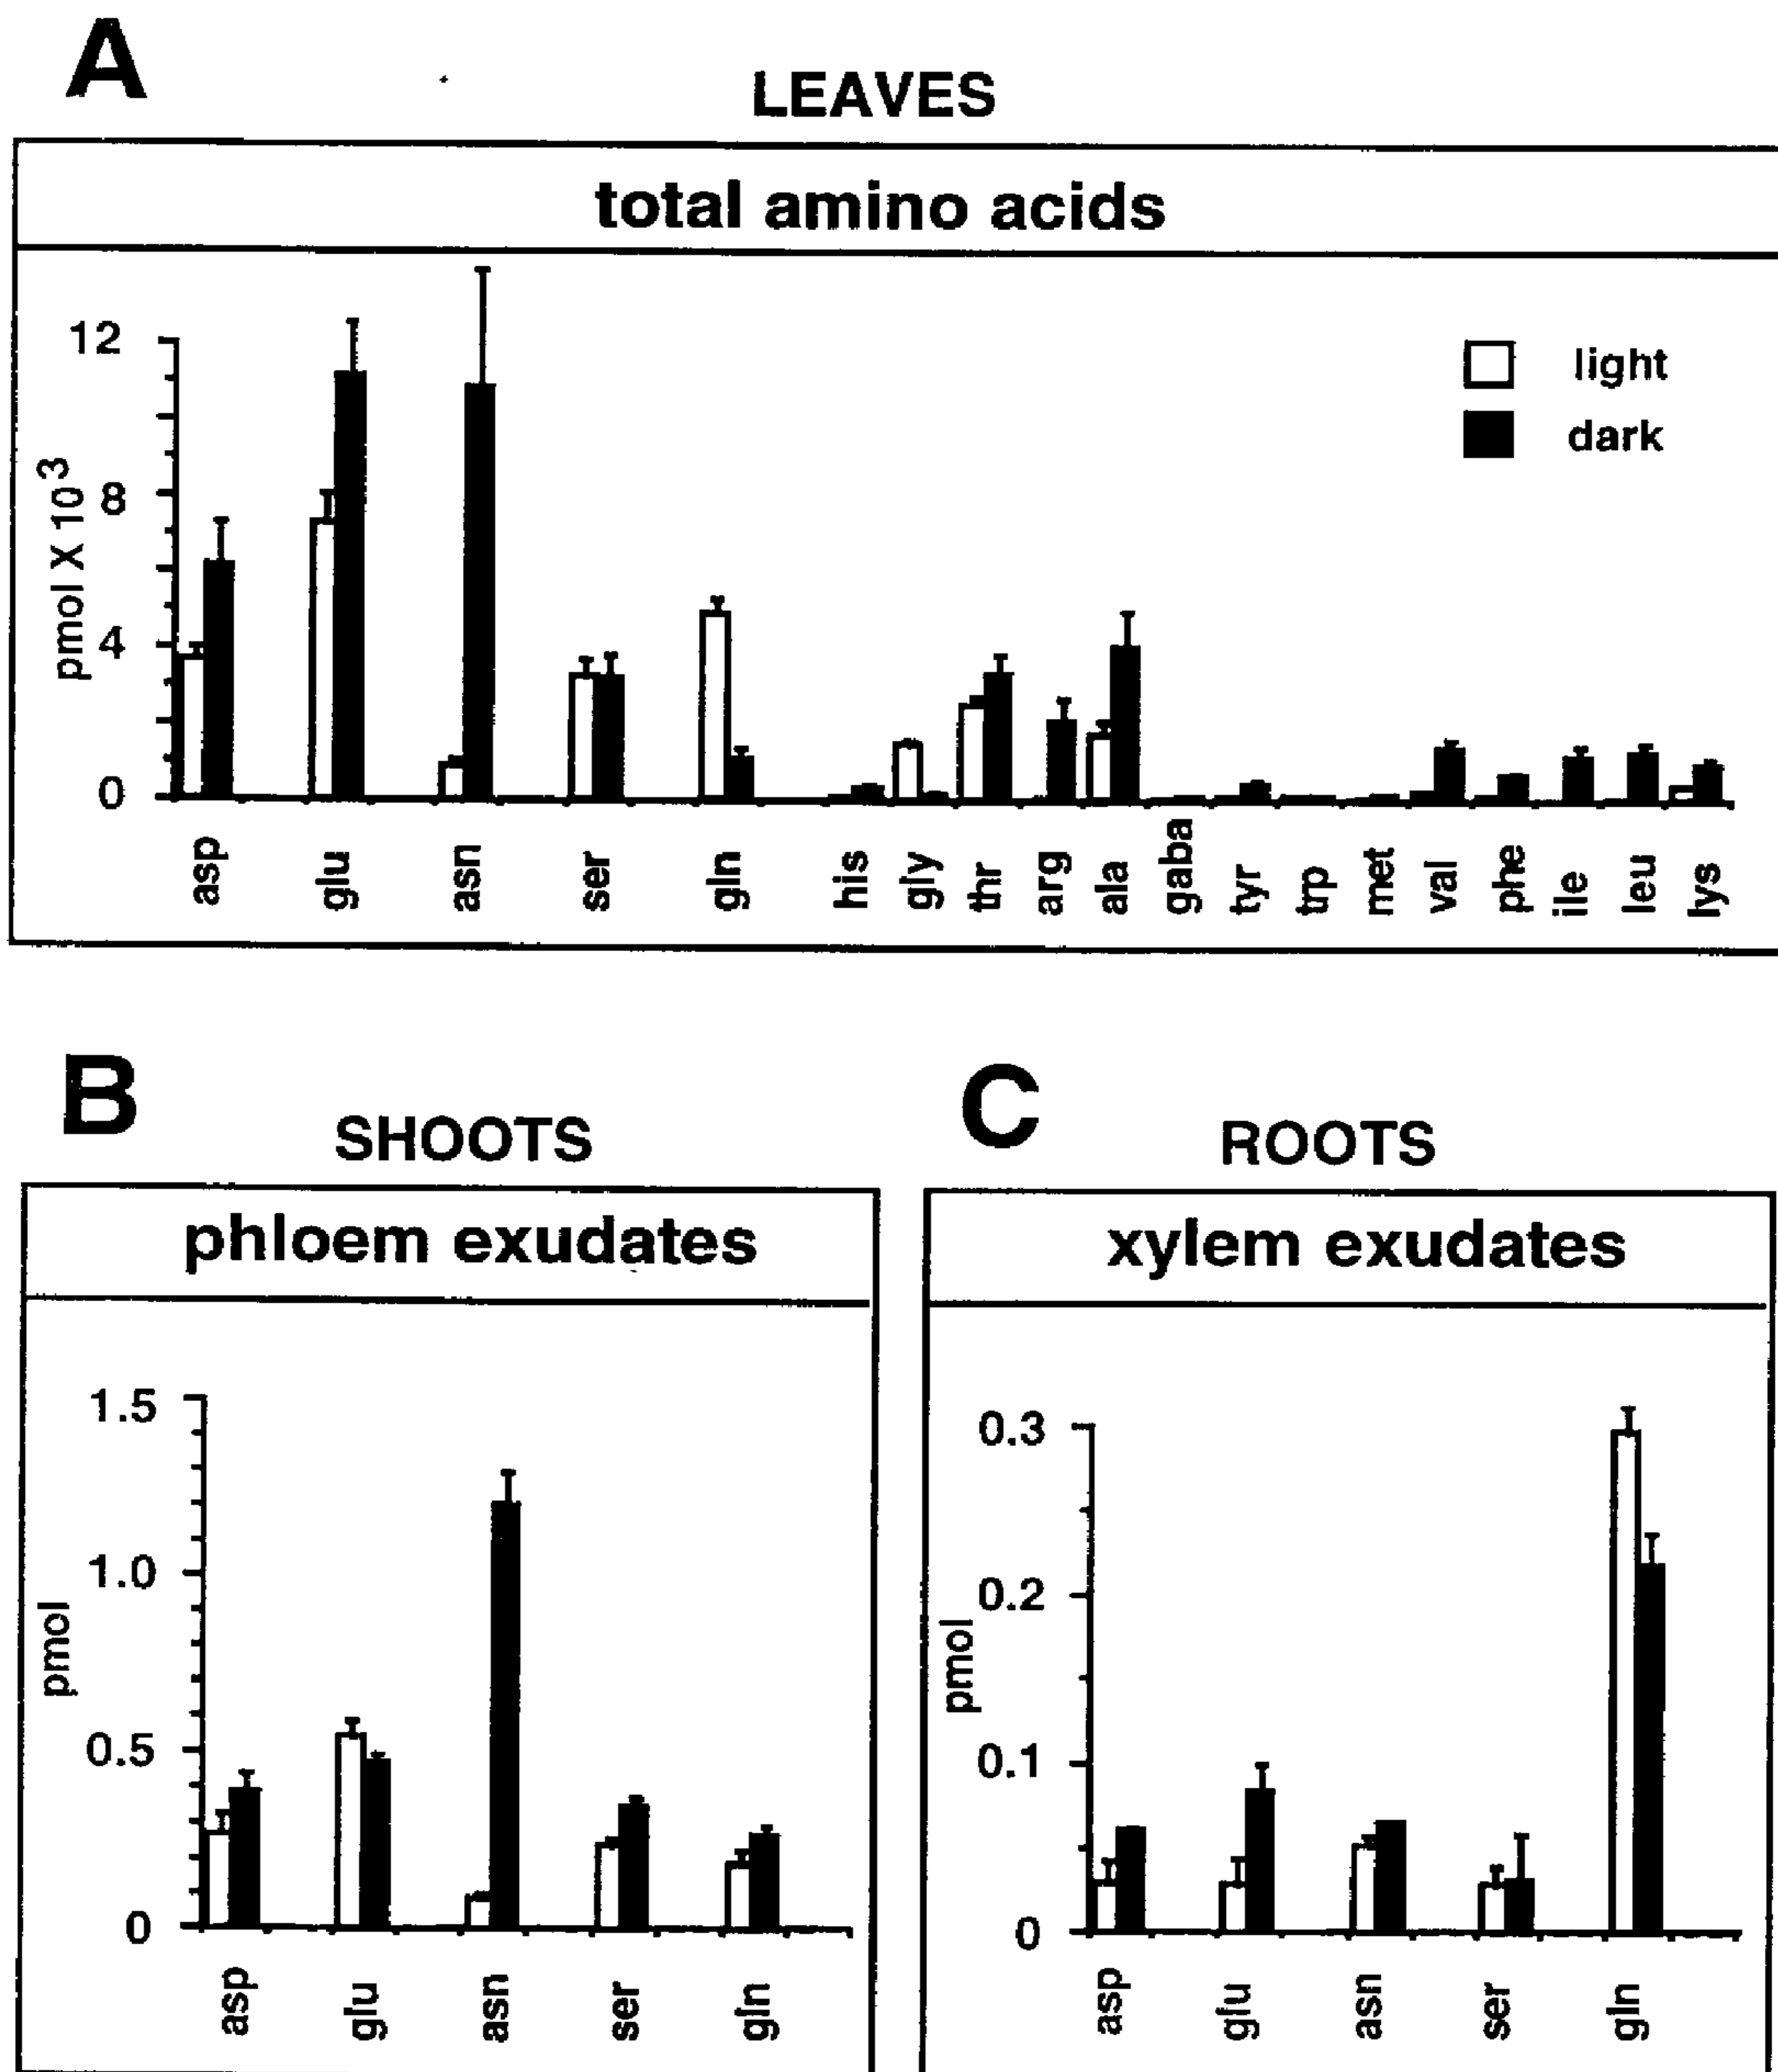 A
LEAVES
total amino acids
pmol X 10³
12
8
4
0
light
dark
asp glu asn ser gln his gly thr arg ala gaba tyr trp met val phe ile leu lys
B
SHOOTS
phloem exudates
pmol
1.5
1.0
0.5
0
asp glu asn ser gln
C
ROOTS
xylem exudates
pmol
0.3
0.2
0.1
0
asp glu asn ser gln